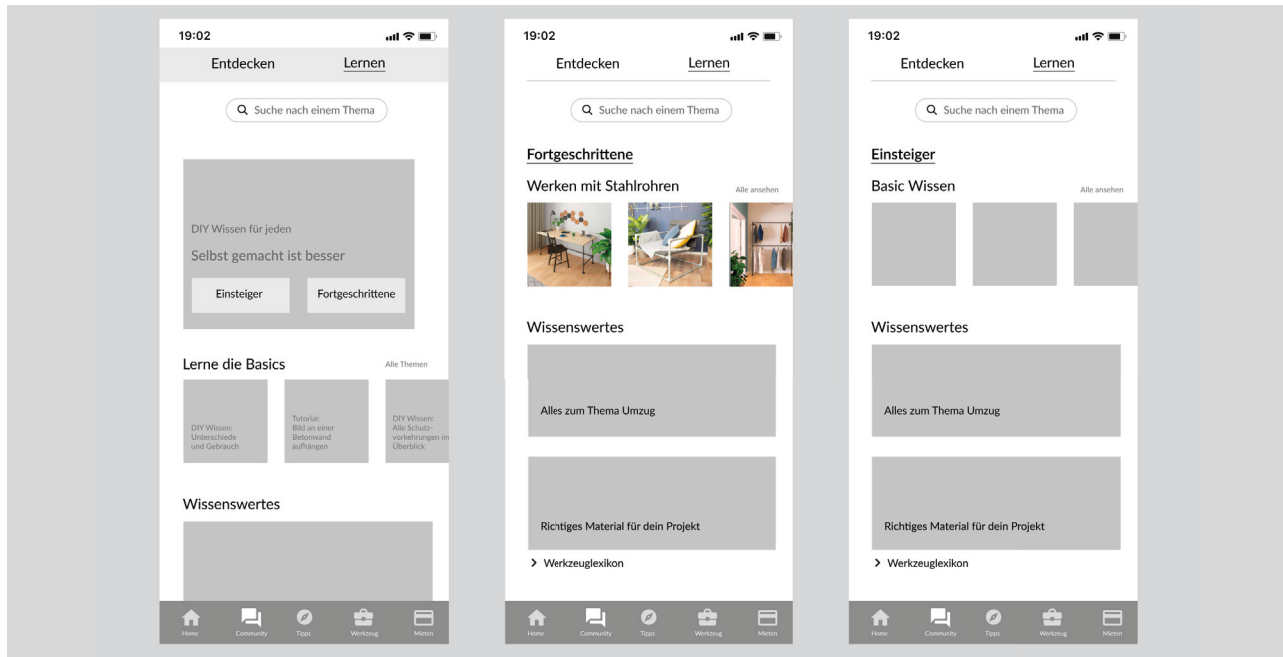 19:02
Entdecken Lernen
Suche nach einem Thema
DIY Wissen für jeden
Selbst gemacht ist besser
Einsteiger Fortgeschrittene
Lerne die Basics Alle Themen
DIY Wissen:
Unterschiede
und Gebrauch
Tutorial:
Bild an einer
Betonwand
aufhängen
DIY Wissen:
Alle Schutz-
vorkehrungen im
Überblick
Wissenswertes
Home Community Tipps Werkzeug Mieten
19:02
Entdecken Lernen
Suche nach einem Thema
Fortgeschrittene
Werken mit Stahlrohren Alle ansehen
Wissenswertes
Alles zum Thema Umzug
Richtiges Material für dein Projekt
Werkzeuglexikon
Home Community Tipps Werkzeug Mieten
19:02
Entdecken Lernen
Suche nach einem Thema
Einsteiger
Basic Wissen Alle ansehen
Wissenswertes
Alles zum Thema Umzug
Richtiges Material für dein Projekt
Werkzeuglexikon
Home Community Tipps Werkzeug Mieten